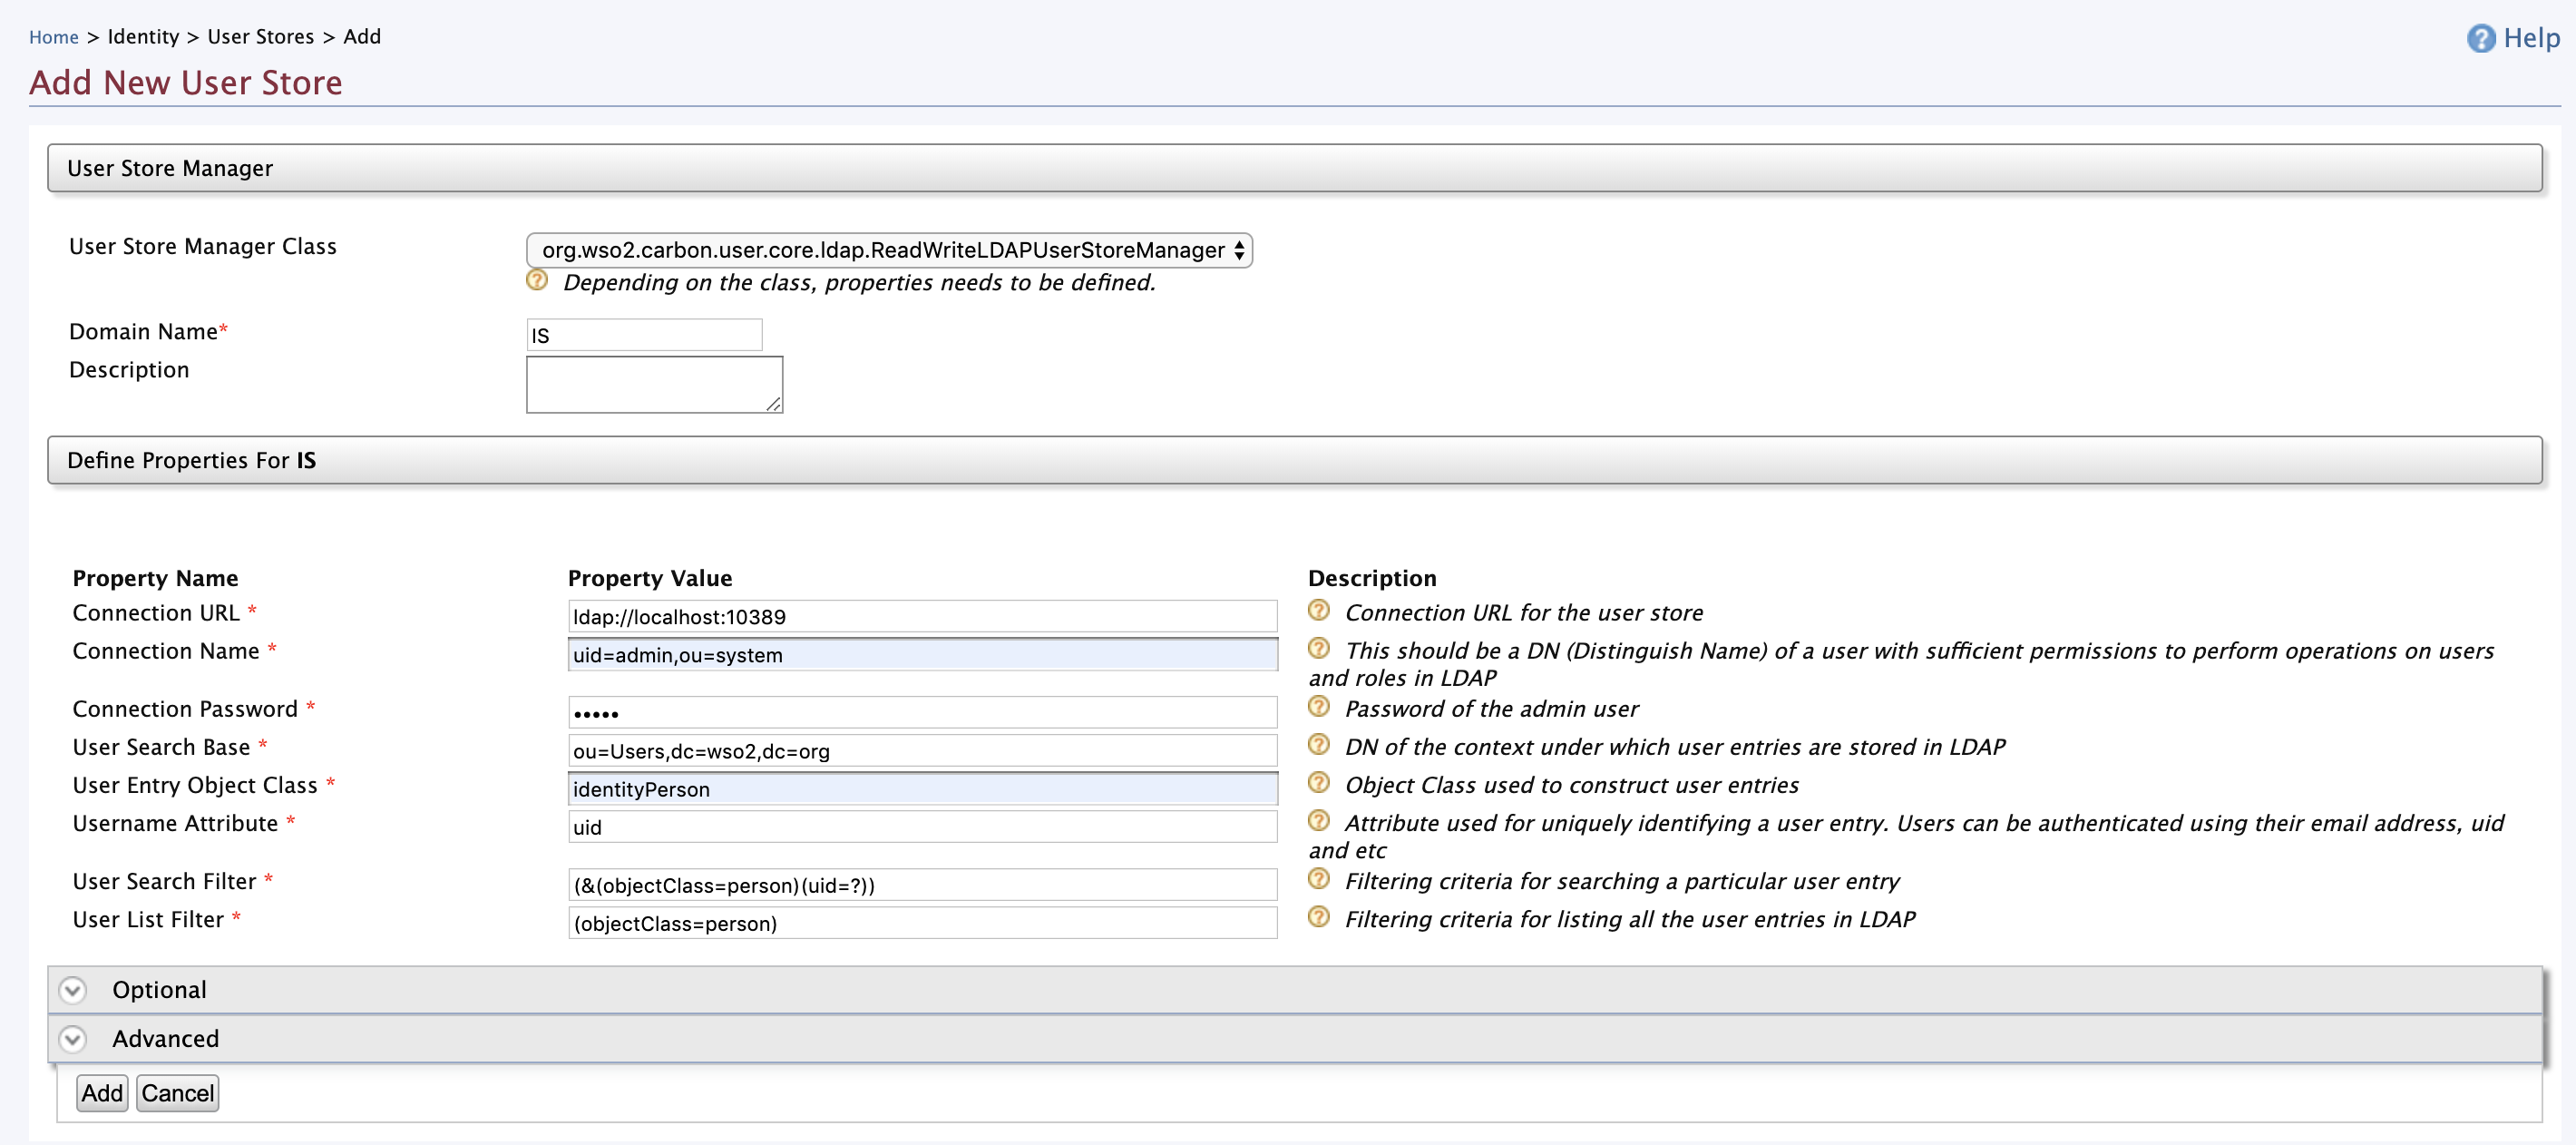 Home > Identity > User Stores > Add
Help
Add New User Store
User Store Manager
User Store Manager Class
org.wso2.carbon.user.core.ldap.ReadWriteLDAPUserStoreManager
Depending on the class, properties needs to be defined.
Domain Name*
IS
Description
Define Properties For IS
Property Name Property Value Description
Connection URL * ldap://localhost:10389 Connection URL for the user store
Connection Name * uid=admin,ou=system This should be a DN (Distinguish Name) of a user with sufficient permissions to perform operations on users
and roles in LDAP
Connection Password * ••••• Password of the admin user
User Search Base * ou=Users,dc=wso2,dc=org DN of the context under which user entries are stored in LDAP
User Entry Object Class * identityPerson Object Class used to construct user entries
Username Attribute * uid Attribute used for uniquely identifying a user entry. Users can be authenticated using their email address, uid
and etc
User Search Filter * (&(objectClass=person)(uid=?)) Filtering criteria for searching a particular user entry
User List Filter * (objectClass=person) Filtering criteria for listing all the user entries in LDAP
Optional
Advanced
Add Cancel